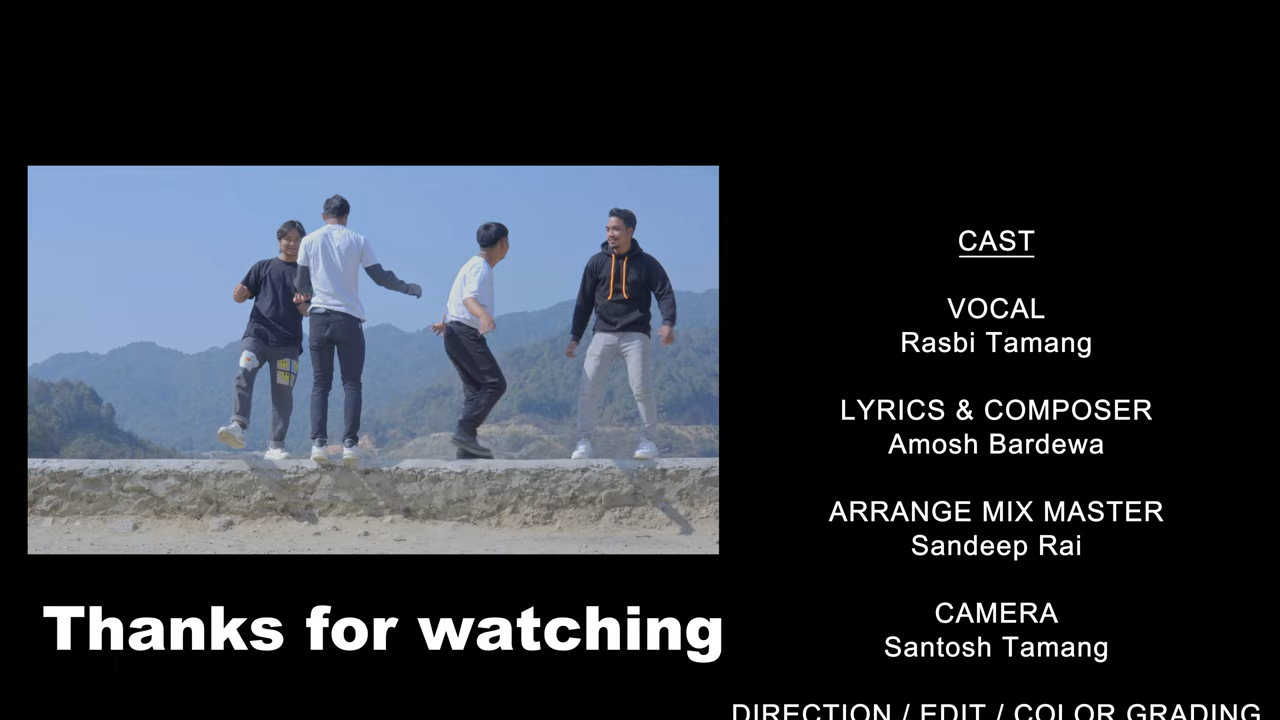 CAST
VOCAL
Rasbi Tamang
LYRICS & COMPOSER
Amosh Bardewa
ARRANGE MIX MASTER
Sandeep Rai
CAMERA
Santosh Tamang
DIRECTION / EDIT / COLOR GRADING
Thanks for watching